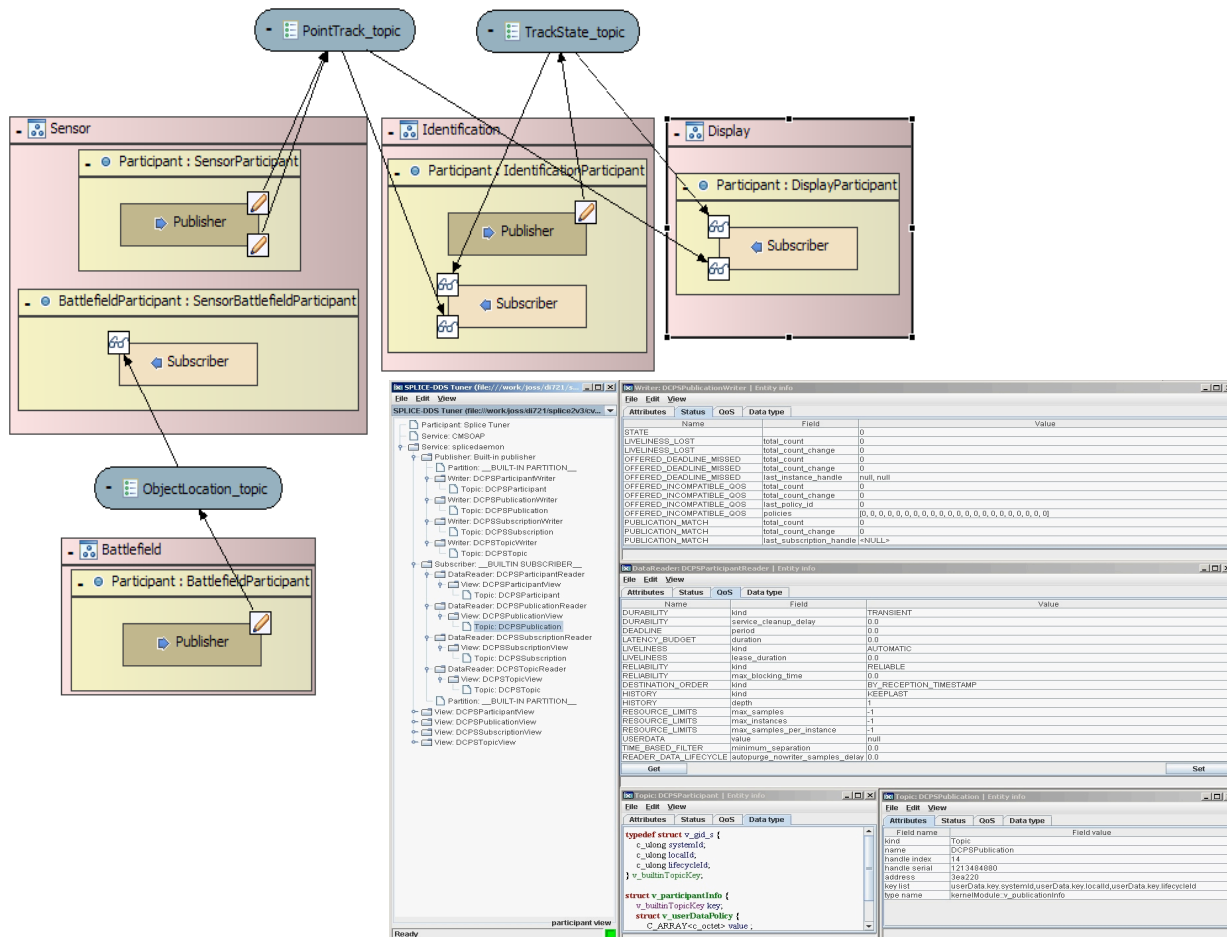 PointTrack_topic
TrackState_topic
Sensor
Participant : SensorParticipant
Publisher
BattlefieldParticipant : SensorBattlefieldParticipant
Subscriber
Identification
Participant : IdentificationParticipant
Publisher
Subscriber
Display
Participant : DisplayParticipant
Subscriber
ObjectLocation_topic
Battlefield
Participant : BattlefieldParticipant
Publisher
SPLICE-DDS Tuner (file:///work/joss/di721/s...
File Edit View
SPLICE-DDS Tuner (file:///work/joss/di721/splice2v3/cv...
Participant: Splice Tuner
Service: CMSOAP
Service: splicedaemon
Publisher: Built-in publisher
Partition: __BUILT-IN PARTITION__
Writer: DCPSParticipantWriter
Topic: DCPSParticipant
Writer: DCPSPublicationWriter
Topic: DCPSPublication
Writer: DCPSSubscriptionWriter
Topic: DCPSSubscription
Writer: DCPSTopicWriter
Topic: DCPSTopic
Subscriber: __BUILTIN SUBSCRIBER__
DataReader: DCPSParticipantReader
View: DCPSParticipantView
Topic: DCPSParticipant
DataReader: DCPSPublicationReader
View: DCPSPublicationView
Topic: DCPSPublication
DataReader: DCPSSubscriptionReader
View: DCPSSubscriptionView
Topic: DCPSSubscription
DataReader: DCPSTopicReader
View: DCPSTopicView
Topic: DCPSTopic
Partition: __BUILT-IN PARTITION__
View: DCPSParticipantView
View: DCPSPublicationView
View: DCPSSubscriptionView
View: DCPSTopicView
participant view
Ready
Writer: DCPSPublicationWriter | Entity info
File Edit View
Attributes Status QoS Data type
Name Field Value
STATE 0
LIVELINESS_LOST total_count 0
LIVELINESS_LOST total_count_change 0
OFFERED_DEADLINE_MISSED total_count 0
OFFERED_DEADLINE_MISSED total_count_change 0
OFFERED_DEADLINE_MISSED last_instance_handle null, null
OFFERED_INCOMPATIBLE_QOS total_count 0
OFFERED_INCOMPATIBLE_QOS total_count_change 0
OFFERED_INCOMPATIBLE_QOS last_policy_id 0
OFFERED_INCOMPATIBLE_QOS policies [0, 0, 0, 0, 0, 0, 0, 0, 0, 0, 0, 0, 0, 0, 0, 0, 0, 0, 0, 0, 0, 0]
PUBLICATION_MATCH total_count 0
PUBLICATION_MATCH total_count_change 0
PUBLICATION_MATCH last_subscription_handle <NULL>
DataReader: DCPSParticipantReader | Entity info
File Edit View
Attributes Status QoS Data type
Name Field Value
DURABILITY kind TRANSIENT
DURABILITY service_cleanup_delay 0.0
DEADLINE period 0.0
LATENCY_BUDGET duration 0.0
LIVELINESS kind AUTOMATIC
LIVELINESS lease_duration 0.0
RELIABILITY kind RELIABLE
RELIABILITY max_blocking_time 0.0
DESTINATION_ORDER kind BY_RECEPTION_TIMESTAMP
HISTORY kind KEEPLAST
HISTORY depth 1
RESOURCE_LIMITS max_samples -1
RESOURCE_LIMITS max_instances -1
RESOURCE_LIMITS max_samples_per_instance -1
USERDATA value null
TIME_BASED_FILTER minimum_separation 0.0
READER_DATA_LIFECYCLE autopurge_nowriter_samples_delay 0.0
Get Set
Topic: DCPSParticipant | Entity info
File Edit View
Attributes Status QoS Data type
typedef struct v_gid_s {
c_ulong systemId;
c_ulong localId;
c_ulong lifecycleId;
} v_builtinTopicKey;
struct v_participantInfo {
v_builtinTopicKey key;
struct v_userDataPolicy {
C_ARRAY<c_octet> value ;
Topic: DCPSPublication | Entity info
File Edit View
Attributes Status QoS Data type
Field name Field value
kind Topic
name DCPSPublication
handle index 14
handle serial 1213484880
address 3ea220
key list userData.key.systemId,userData.key.localId,userData.key.lifecycleId
type name kernelModule::v_publicationInfo